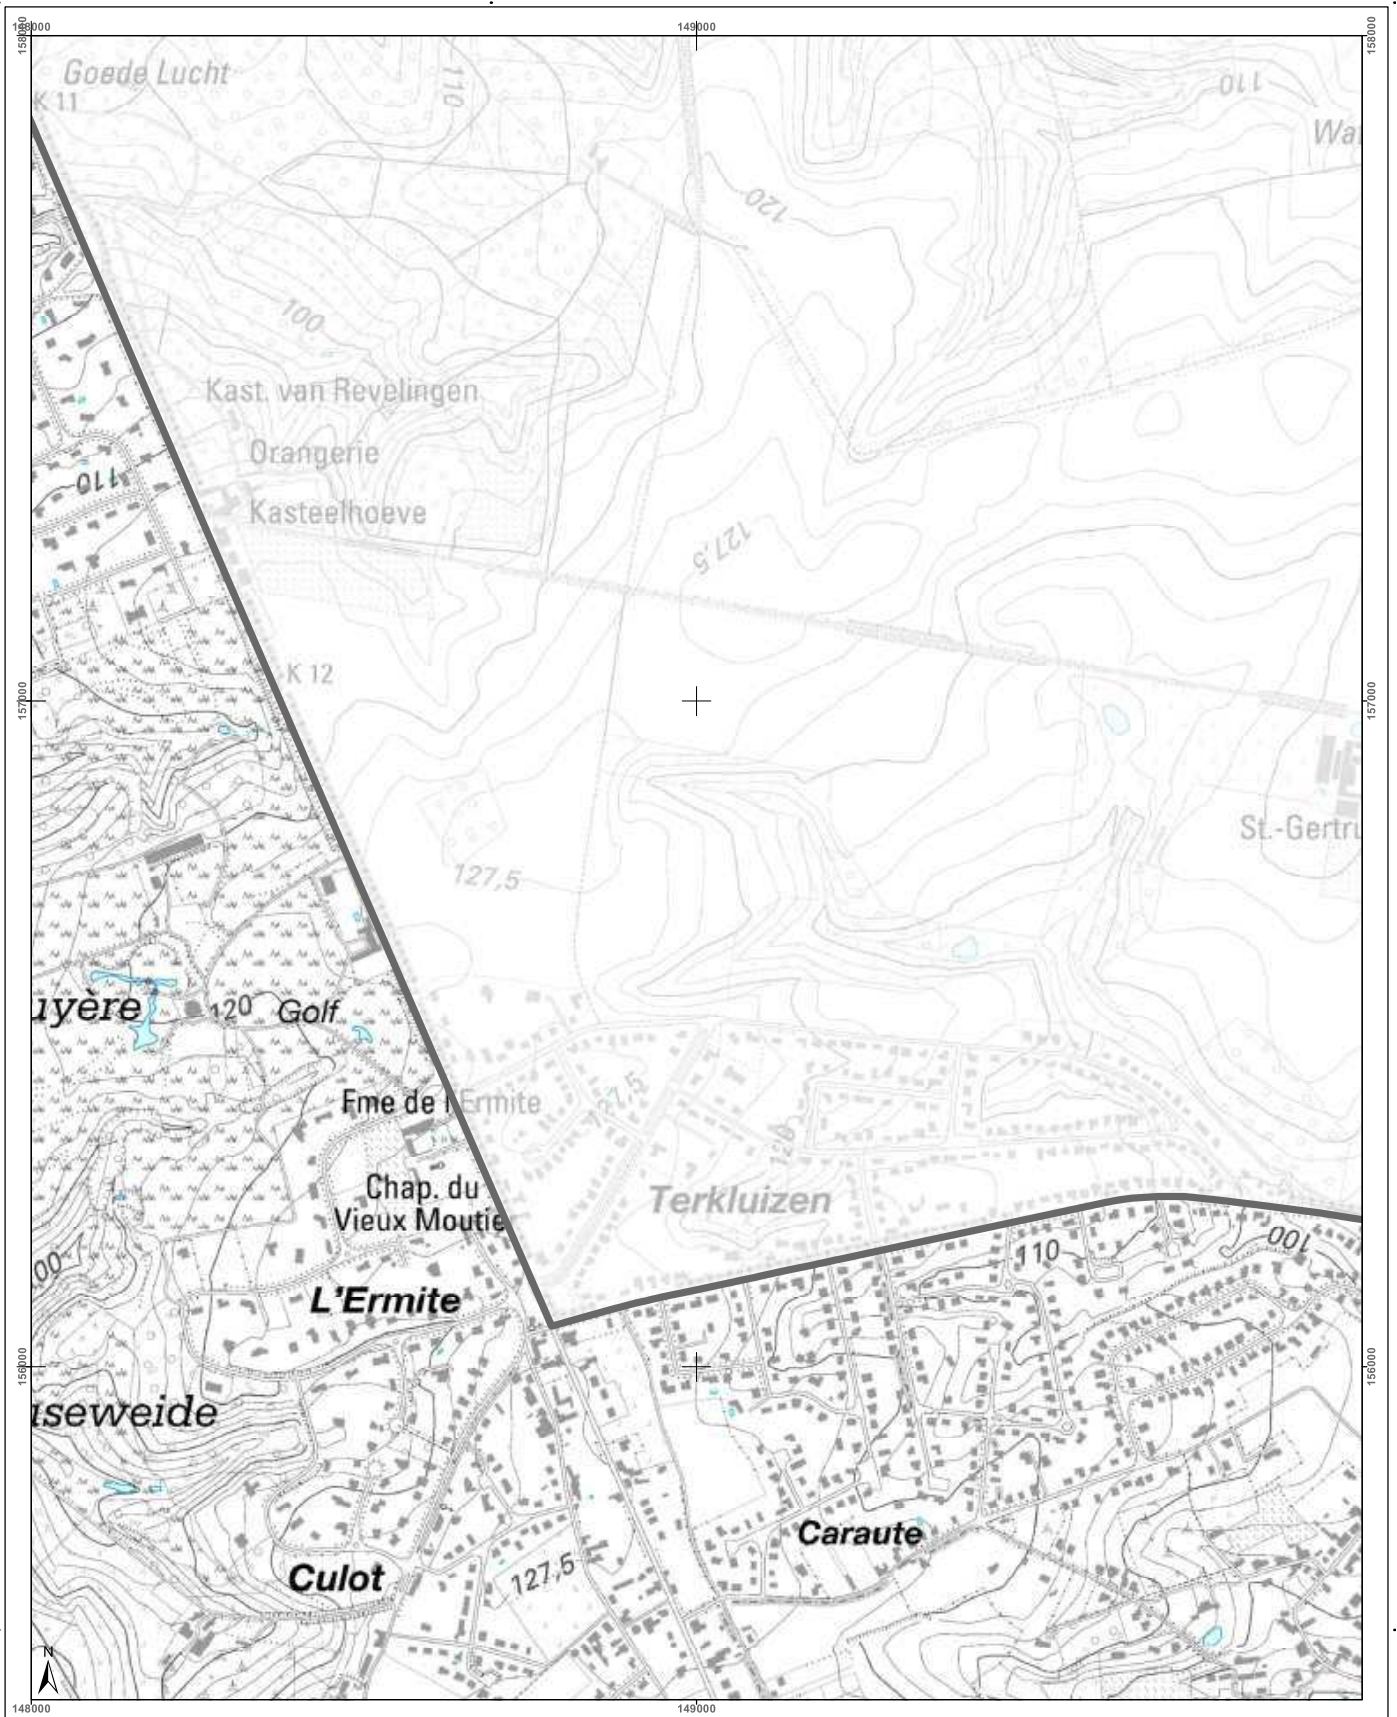 148000
149000
158000
158000
Goede Lucht
110
110
K 11
Wa
120
100
Kast. van Revelingen
Orangerie
110
Kasteelhoeve
127,5
K 12
157000
157000
St.-Gertru
127,5
uyère
120
Golf
127,5
Fme de l'Ermite
120
Chap. du
Vieux Moutie
Terkluizen
110
100
00
L'Ermite
156000
156000
useweide
Caraute
Culot
127,5
N
148000
149000